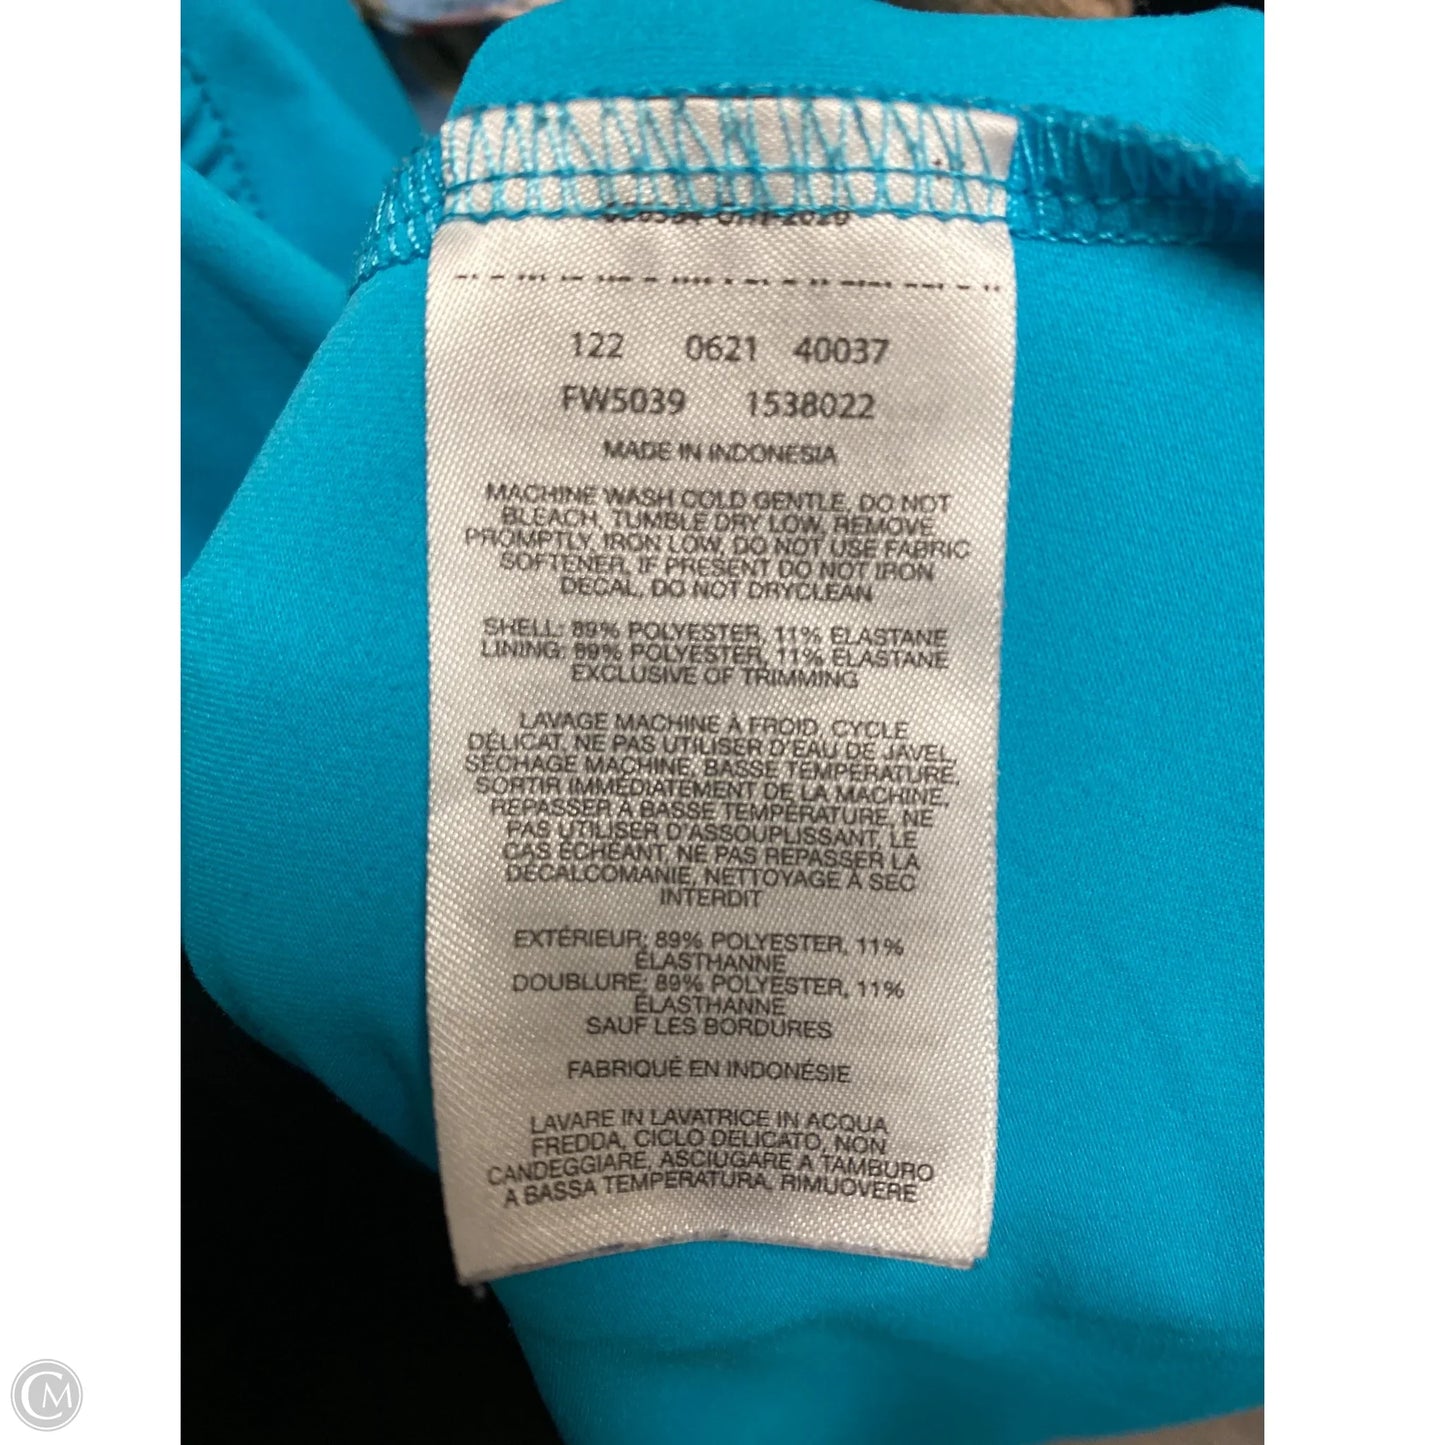 122 0621 40037
FW5039 1538022
MADE IN INDONESIA
MACHINE WASH COLD GENTLE, DO NOT
BLEACH, TUMBLE DRY LOW, REMOVE
PROMPTLY, IRON LOW, DO NOT USE FABRIC
SOFTENER, IF PRESENT DO NOT IRON
DECAL, DO NOT DRYCLEAN
SHELL: 89% POLYESTER, 11% ELASTANE
LINING: 89% POLYESTER, 11% ELASTANE
EXCLUSIVE OF TRIMMING
LAVAGE MACHINE À FROID, CYCLE
DÉLICAT, NE PAS UTILISER D'EAU DE JAVEL,
SÉCHAGE MACHINE, BASSE TEMPÉRATURE,
SORTIR IMMÉDIATEMENT DE LA MACHINE,
REPASSER À BASSE TEMPÉRATURE, NE
PAS UTILISER D'ASSOUPLISSANT, LE
CAS ÉCHÉANT, NE PAS REPASSER LA
DÉCALCOMANIE, NETTOYAGE À SEC
INTERDIT
EXTÉRIEUR: 89% POLYESTER, 11%
ÉLASTHANNE
DOUBLURE: 89% POLYESTER, 11%
ÉLASTHANNE
SAUF LES BORDURES
FABRIQUÉ EN INDONÉSIE
LAVARE IN LAVATRICE IN ACQUA
FREDDA, CICLO DELICATO, NON
CANDEGGIARE, ASCIUGARE A TAMBURO
A BASSA TEMPERATURA, RIMUOVERE
CM